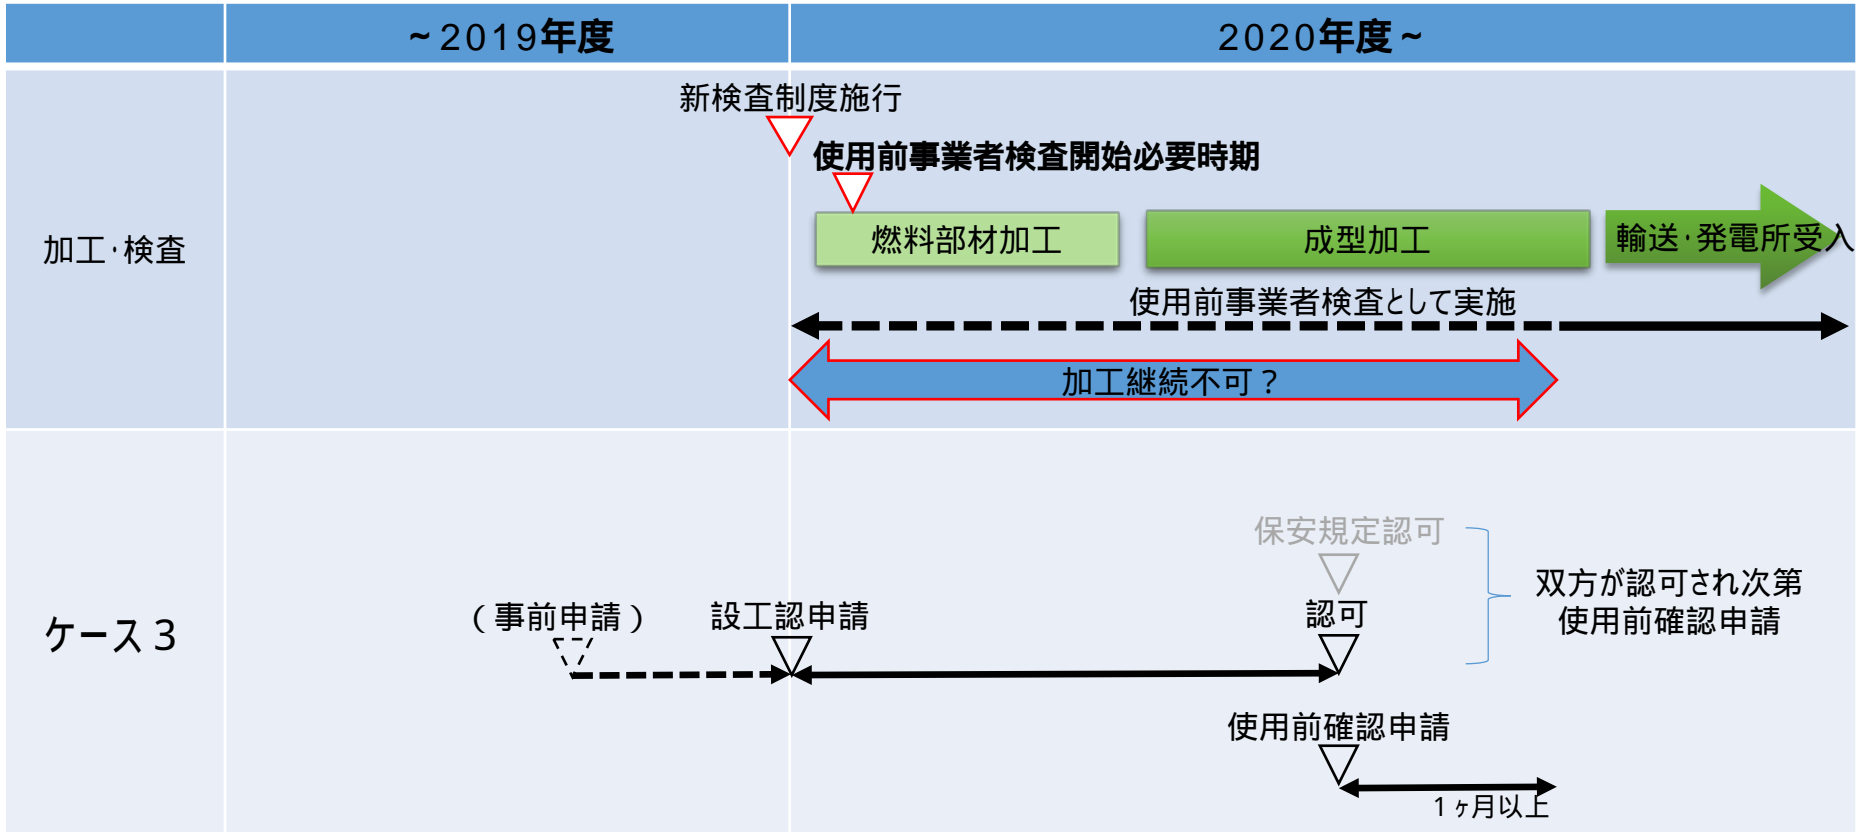 ~2019年度
2020年度~
新検査制度施行
使用前事業者検査開始必要時期
加工・検査
燃料部材加工
成型加工
輸送・発電所受入
使用前事業者検査として実施
加工継続不可？
ケース３
保安規定認可
（事前申請）
設工認申請
認可
双方が認可され次第
使用前確認申請
使用前確認申請
1ヶ月以上